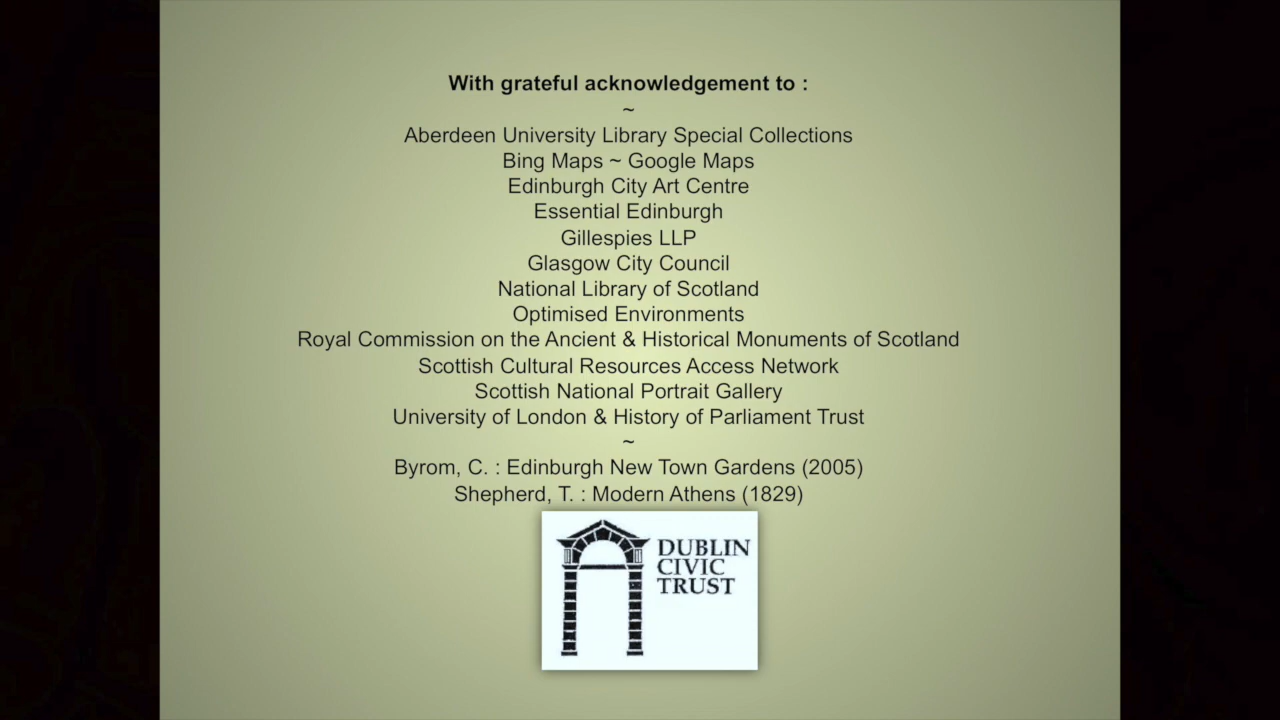 With grateful acknowledgement to :
~
Aberdeen University Library Special Collections
Bing Maps ~ Google Maps
Edinburgh City Art Centre
Essential Edinburgh
Gillespies LLP
Glasgow City Council
National Library of Scotland
Optimised Environments
Royal Commission on the Ancient & Historical Monuments of Scotland
Scottish Cultural Resources Access Network
Scottish National Portrait Gallery
University of London & History of Parliament Trust
~
Byrom, C. : Edinburgh New Town Gardens (2005)
Shepherd, T. : Modern Athens (1829)
DUBLIN
CIVIC
TRUST